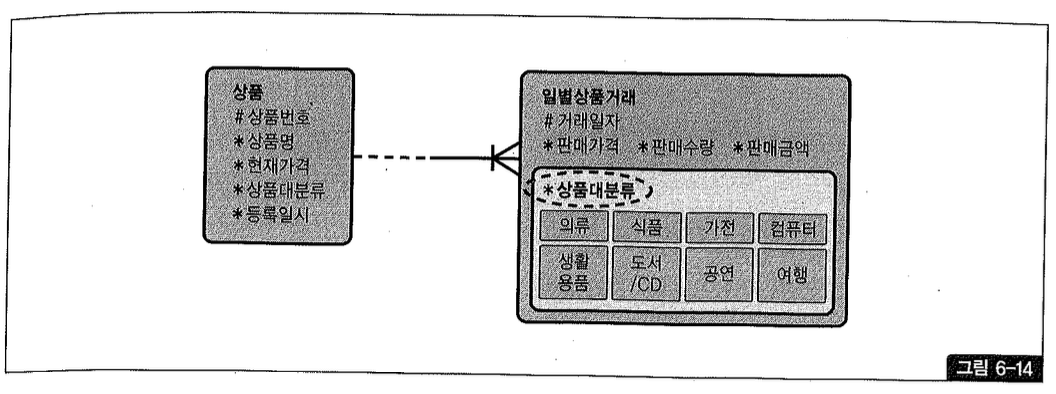 상품
# 상품번호
* 상품명
* 현재가격
* 상품대분류
* 등록일시
일별상품거래
# 거래일자
* 판매가격 * 판매수량 * 판매금액
* 상품대분류
의류 식품 가전 컴퓨터
생활
용품
도서
/CD
공연
여행
그림 6-14